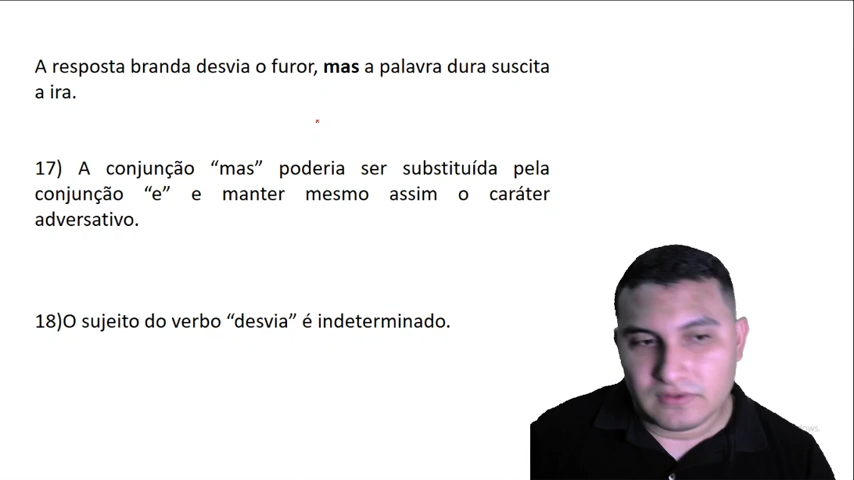 A resposta branda desvia o furor, mas a palavra dura suscita
a ira.
17) A conjunção “mas” poderia ser substituída pela
conjunção “e” e manter mesmo assim o caráter
adversativo.
18)O sujeito do verbo “desvia” é indeterminado.